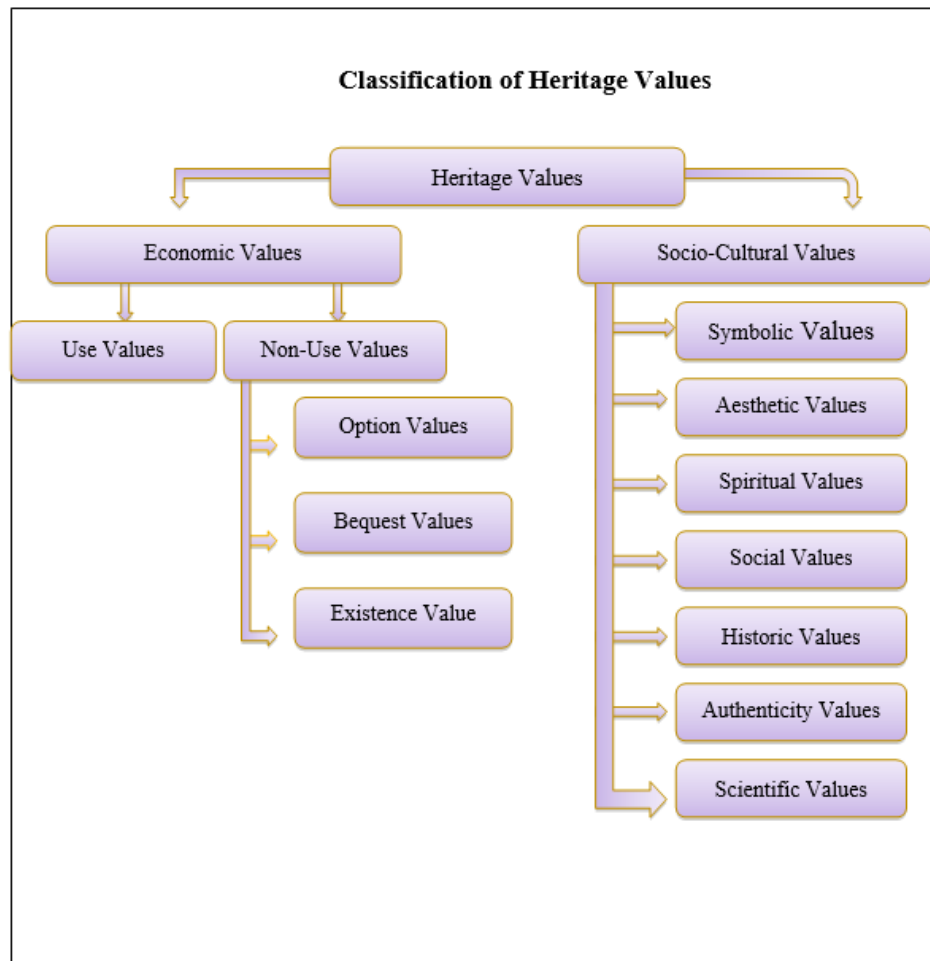 Classification of Heritage Values
Heritage Values
Economic Values
Use Values
Non-Use Values
Option Values
Bequest Values
Existence Value
Socio-Cultural Values
Symbolic Values
Aesthetic Values
Spiritual Values
Social Values
Historic Values
Authenticity Values
Scientific Values